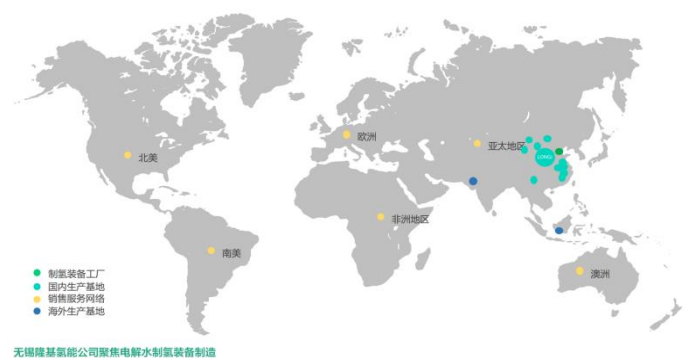 欧洲
亚太地区
LONGi
北美
非洲地区
南美
澳洲
制氢装备工厂
国内生产基地
销售服务网络
海外生产基地
无锡隆基氢能公司聚焦电解水制氢装备制造